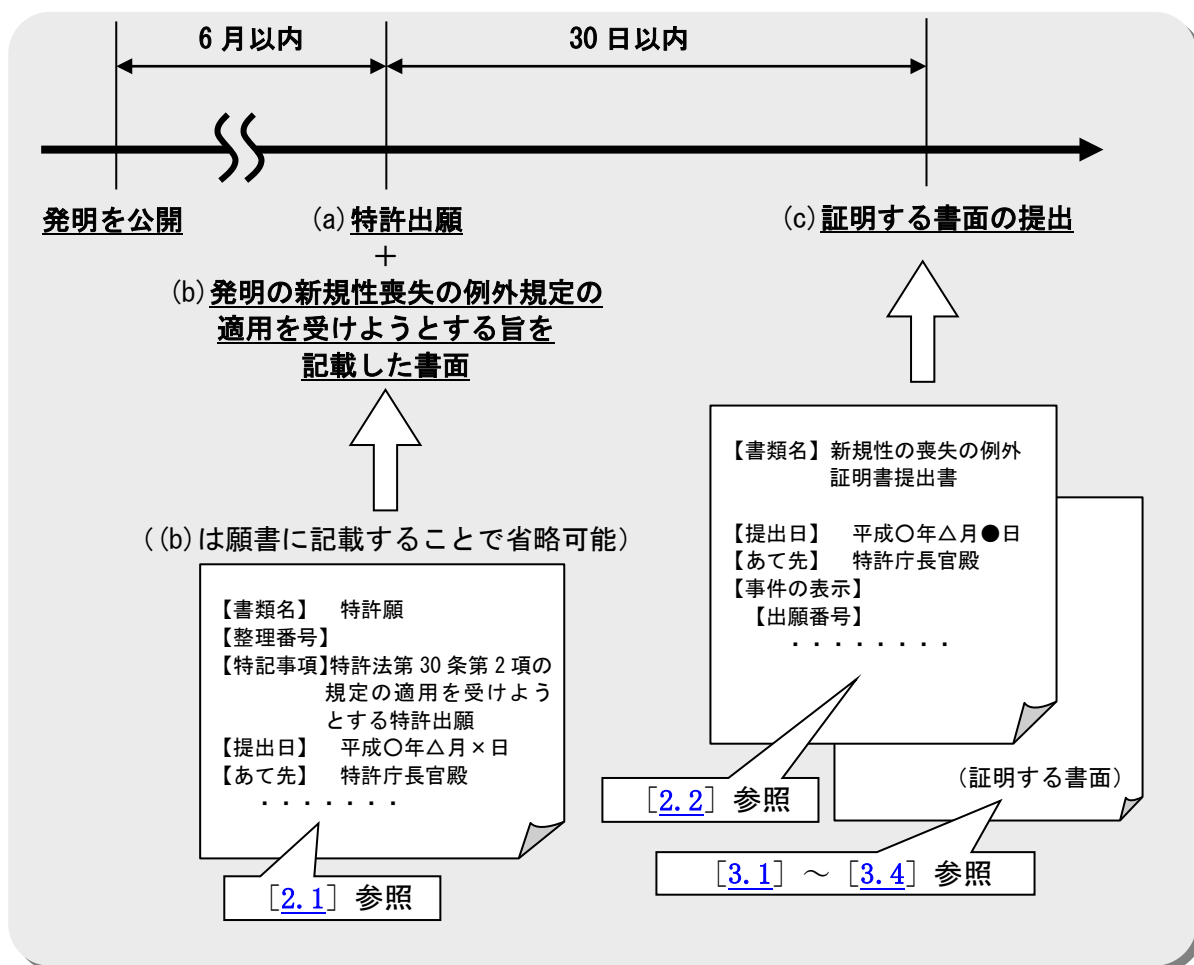 6月以内
30日以内
発明を公開
(a)特許出願
＋
(b)発明の新規性喪失の例外規定の
適用を受けようとする旨を
記載した書面
(c)証明する書面の提出
((b)は願書に記載することで省略可能)
【書類名】 特許願
【整理番号】
【特記事項】特許法第30条第2項の
規定の適用を受けよう
とする特許出願
【提出日】 平成○年△月×日
【あて先】 特許庁長官殿
・・・・・・・
[2.1] 参照
【書類名】新規性の喪失の例外
証明書提出書
【提出日】 平成○年△月●日
【あて先】 特許庁長官殿
【事件の表示】
【出願番号】
・・・・・・・・
[2.2] 参照
(証明する書面)
[3.1] ～ [3.4] 参照